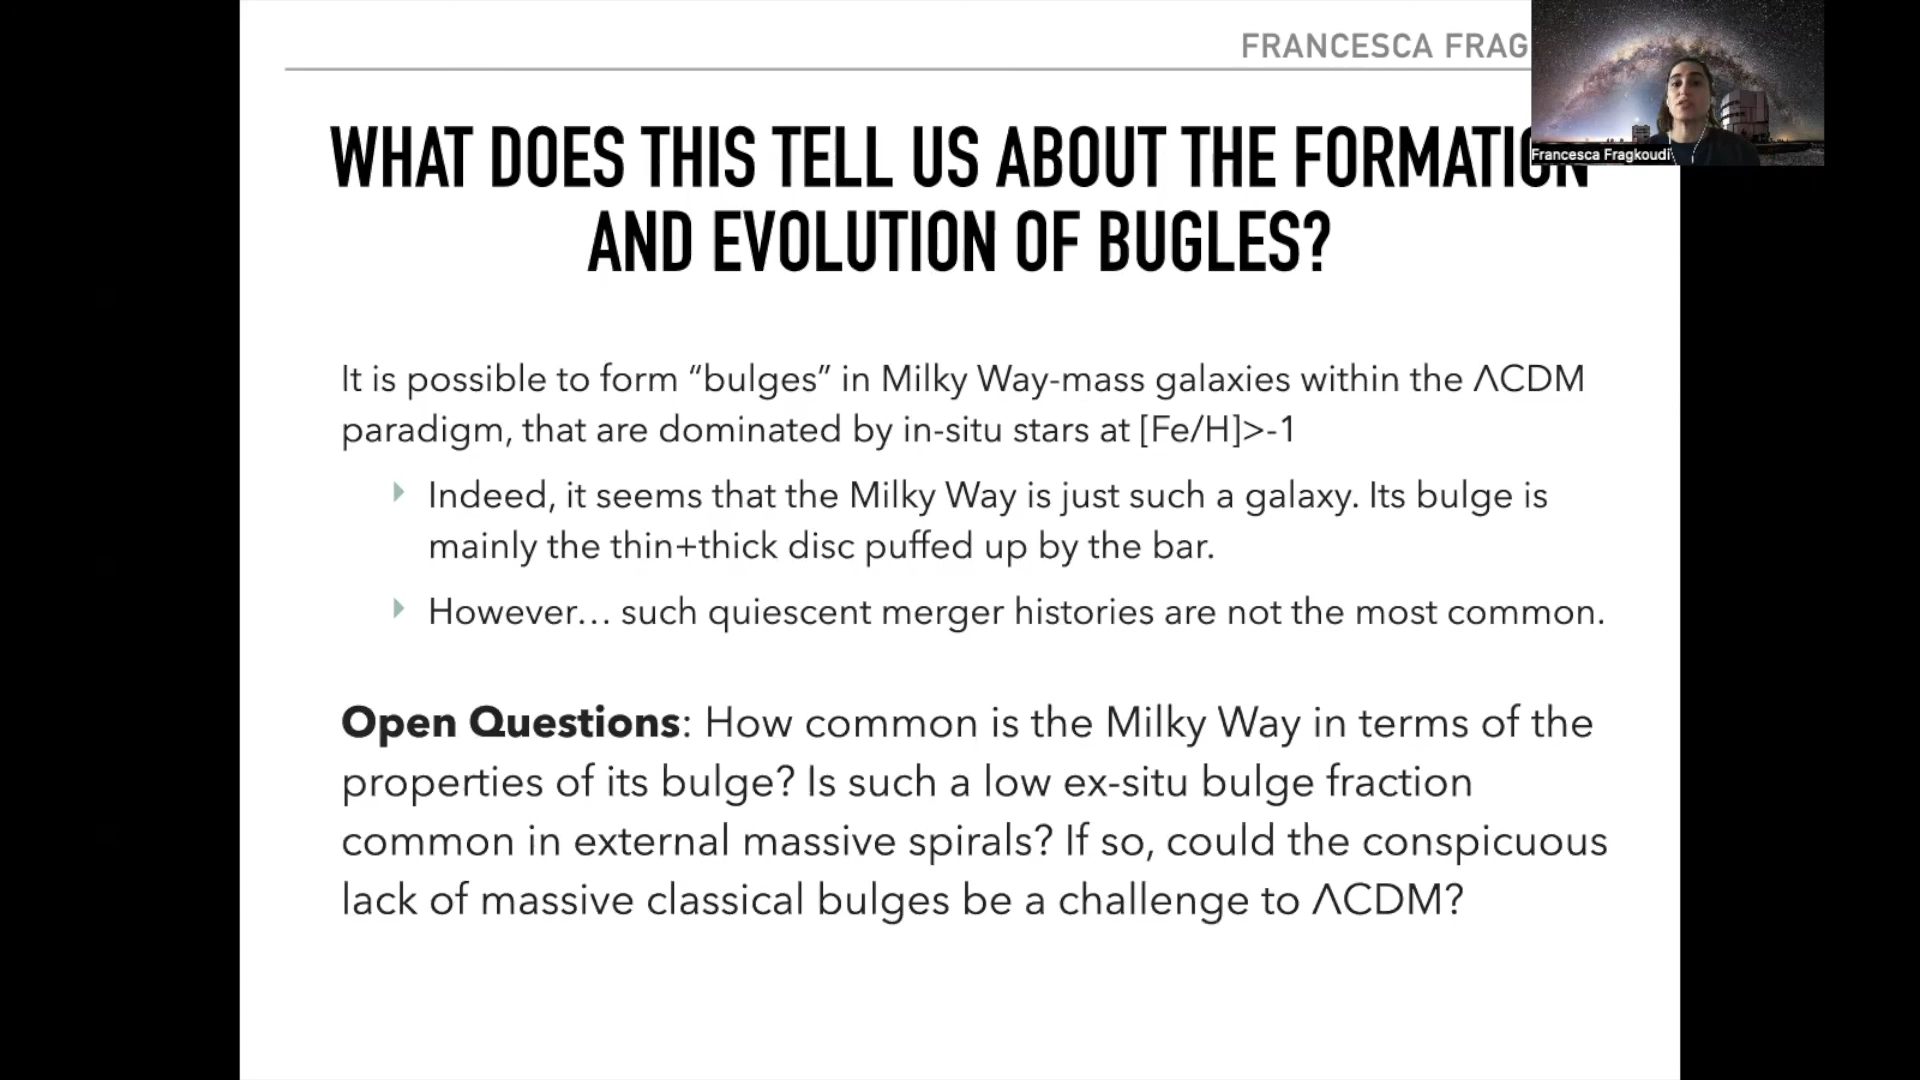 FRANCESCA FRAG
Francesca Fragkoudi
WHAT DOES THIS TELL US ABOUT THE FORMATION
AND EVOLUTION OF BUGLES?
It is possible to form “bulges” in Milky Way-mass galaxies within the ΛCDM
paradigm, that are dominated by in-situ stars at [Fe/H]>-1
Indeed, it seems that the Milky Way is just such a galaxy. Its bulge is
mainly the thin+thick disc puffed up by the bar.
However… such quiescent merger histories are not the most common.
Open Questions: How common is the Milky Way in terms of the
properties of its bulge? Is such a low ex-situ bulge fraction
common in external massive spirals? If so, could the conspicuous
lack of massive classical bulges be a challenge to ΛCDM?